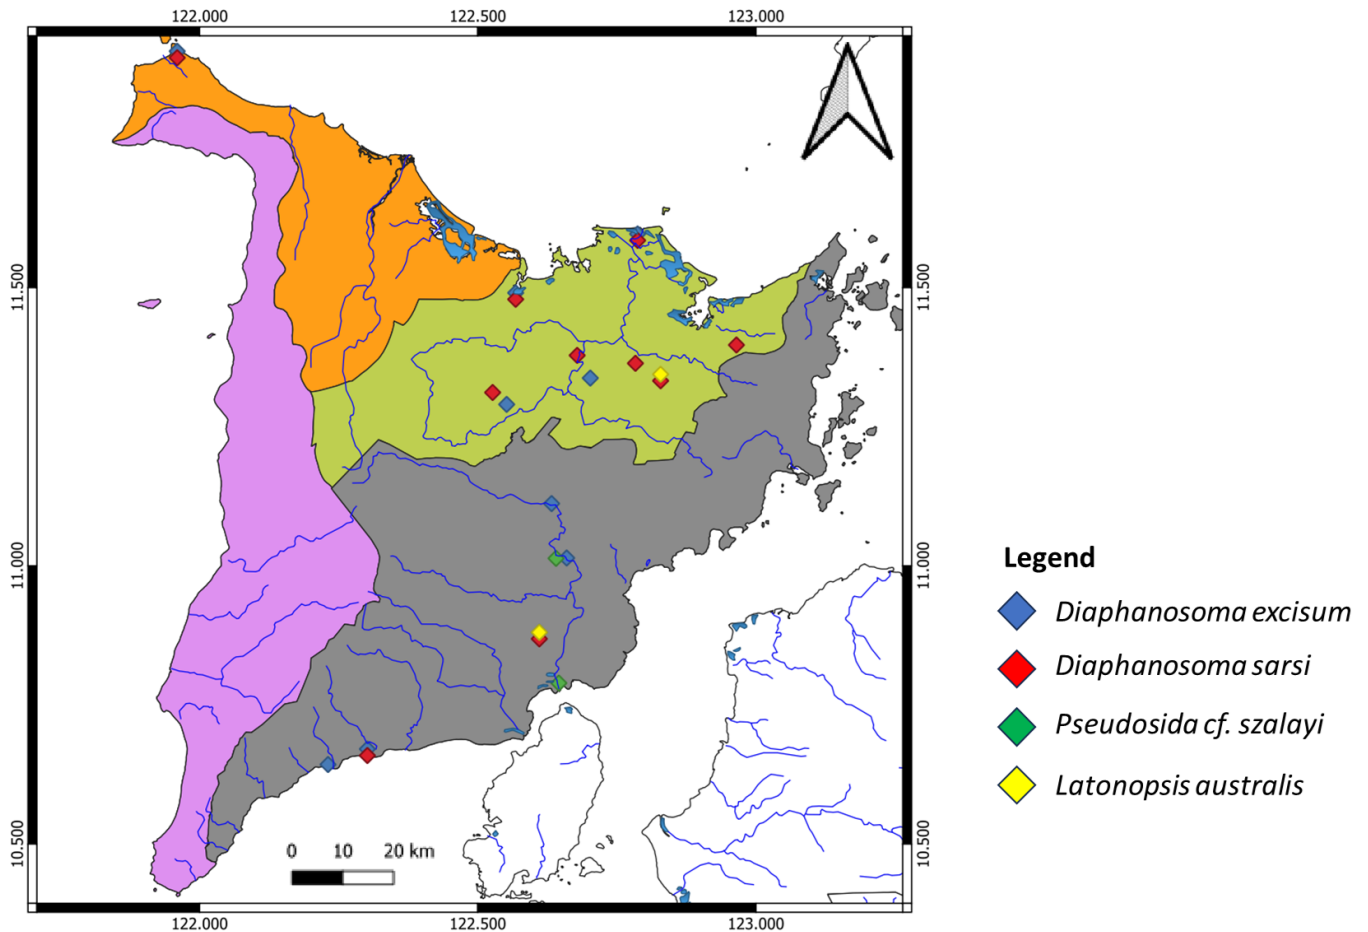 122.000 122.500 123.000
11.500 11.500
11.000 11.000
Legend
Diaphanosoma excisum
Diaphanosoma sarsi
Pseudosida cf. szalayi
Latonopsis australis
10.500 10.500
0 10 20 km
122.000 122.500 123.000